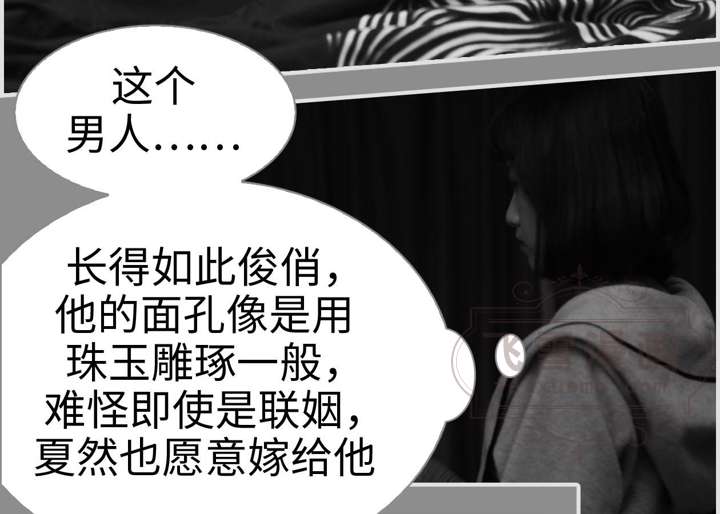 这个
男人……
长得如此俊俏，
他的面孔像是用
珠玉雕琢一般，
难怪即使是联姻，
夏然也愿意嫁给他